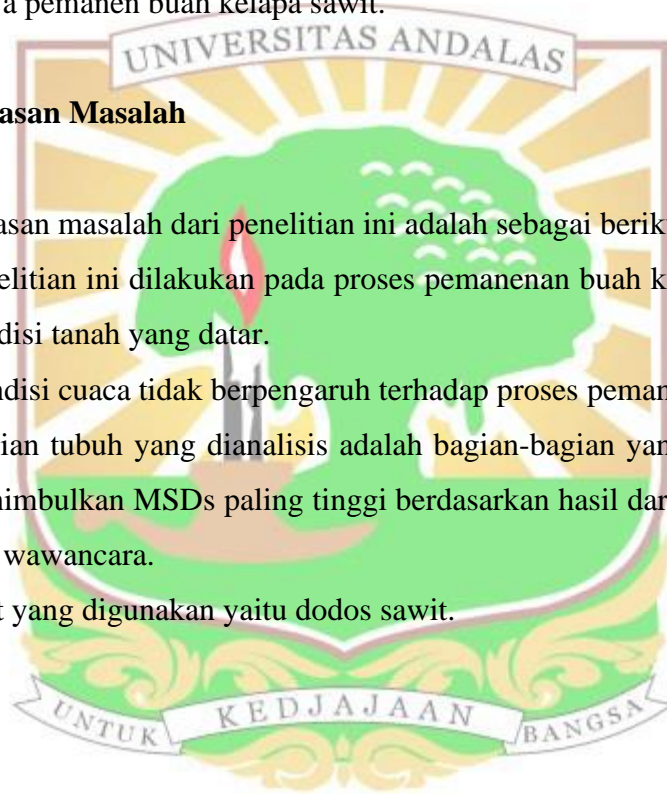 a pemanen buah kelapa sawit.
UNIVERSITAS ANDALAS
asan Masalah
asan masalah dari penelitian ini adalah sebagai berik
elitian ini dilakukan pada proses pemanenan buah k
disi tanah yang datar.
ndisi cuaca tidak berpengaruh terhadap proses peman
gian tubuh yang dianalisis adalah bagian-bagian yan
nimbulkan MSDs paling tinggi berdasarkan hasil dar
wawancara.
t yang digunakan yaitu dodos sawit.
UNTUK KEDJAJAAN BANGSA